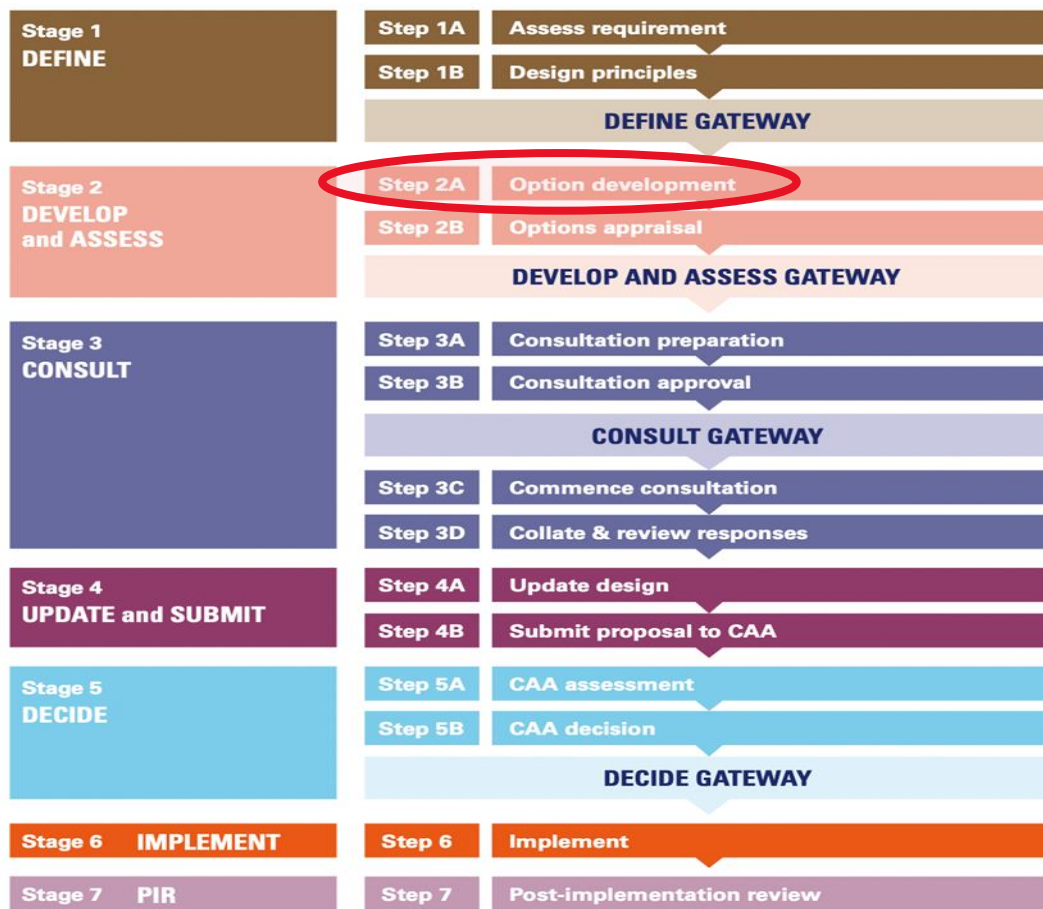 Stage 1
DEFINE
Step 1A Assess requirement
Step 1B Design principles
DEFINE GATEWAY
Stage 2
DEVELOP
and ASSESS
Step 2A Option development
Step 2B Options appraisal
DEVELOP AND ASSESS GATEWAY
Stage 3
CONSULT
Step 3A Consultation preparation
Step 3B Consultation approval
CONSULT GATEWAY
Step 3C Commence consultation
Step 3D Collate & review responses
Stage 4
UPDATE and SUBMIT
Step 4A Update design
Step 4B Submit proposal to CAA
Stage 5
DECIDE
Step 5A CAA assessment
Step 5B CAA decision
DECIDE GATEWAY
Stage 6 IMPLEMENT
Step 6 Implement
Stage 7 PIR
Step 7 Post-implementation review